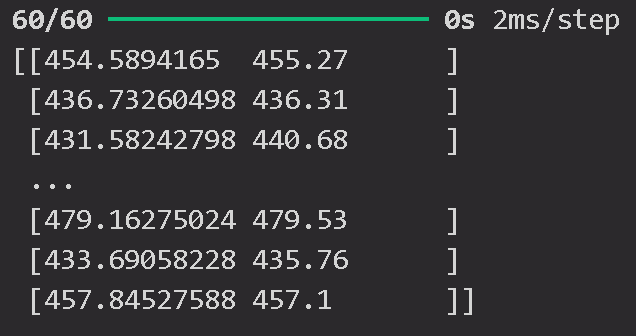 60/60 ━━━━━━━━━━━━━━━━━━━━ 0s 2ms/step
[[454.5894165  455.27      ]
 [436.73260498 436.31      ]
 [431.58242798 440.68      ]
 ...
 [479.16275024 479.53      ]
 [433.69058228 435.76      ]
 [457.84527588 457.1       ]]